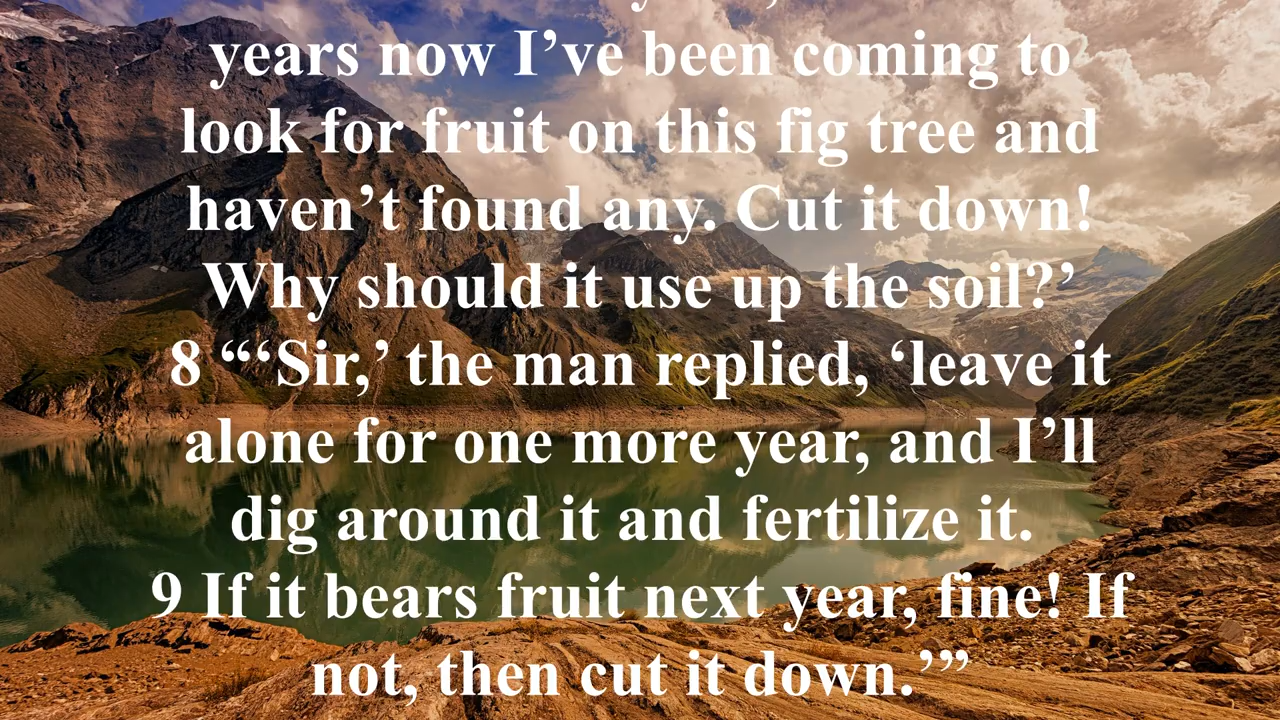 years now I’ve been coming to
look for fruit on this fig tree and
haven’t found any. Cut it down!
Why should it use up the soil?’
8 “‘Sir,’ the man replied, ‘leave it
alone for one more year, and I’ll
dig around it and fertilize it.
9 If it bears fruit next year, fine! If
not, then cut it down.’”